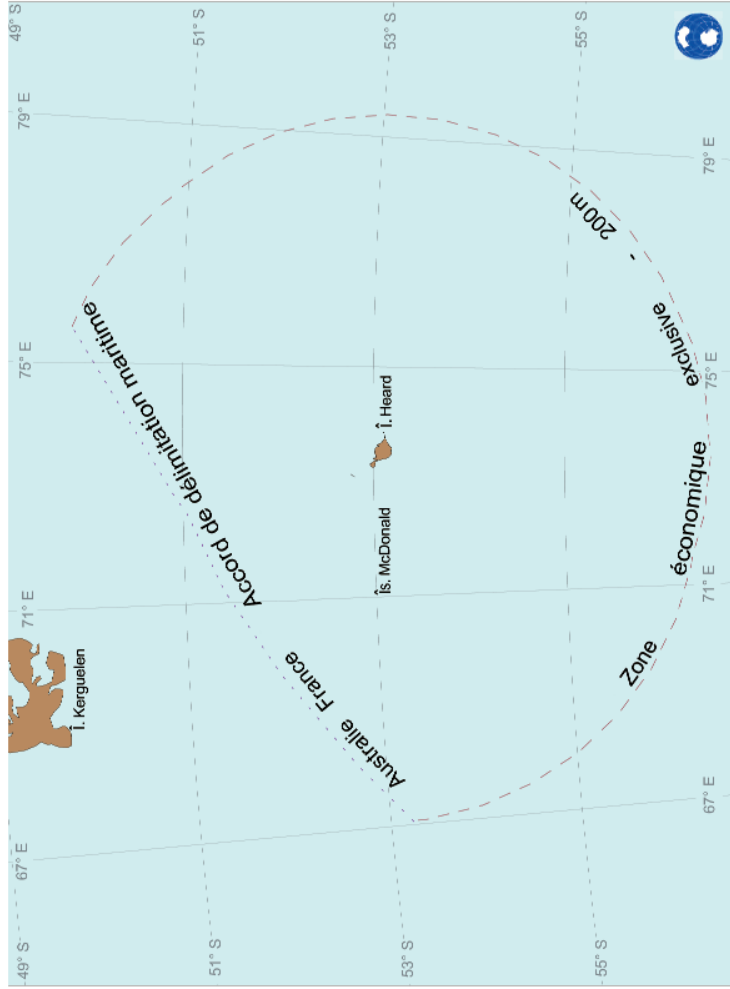 49° S
51° S
53° S
55° S
79° E
79° E
75° E
75° E
71° E
71° E
67° E
67° E
49° S
51° S
53° S
55° S
Î. Kerguelen
Accord de délimitation maritime
Australie France
Îs. McDonald
Î. Heard
Zone économique exclusive - 200 m